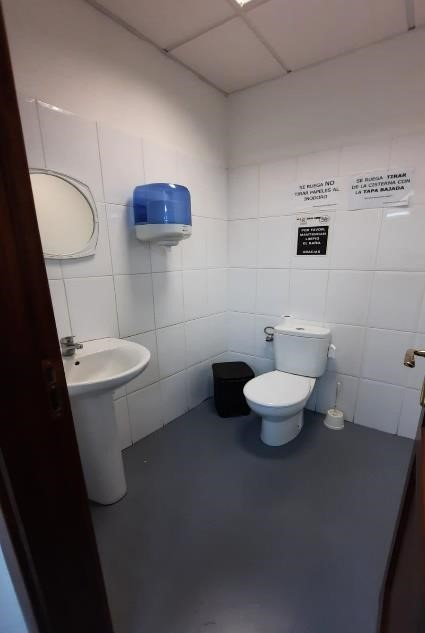 SE RUEGA NO
TIRAR PAPELES AL
INODORO
SE RUEGA TIRAR
DE LA CISTERNA CON
LA TAPA BAJADA
POR FAVOR,
MANTENGAN
LIMPIO
EL BAÑO.
GRACIAS